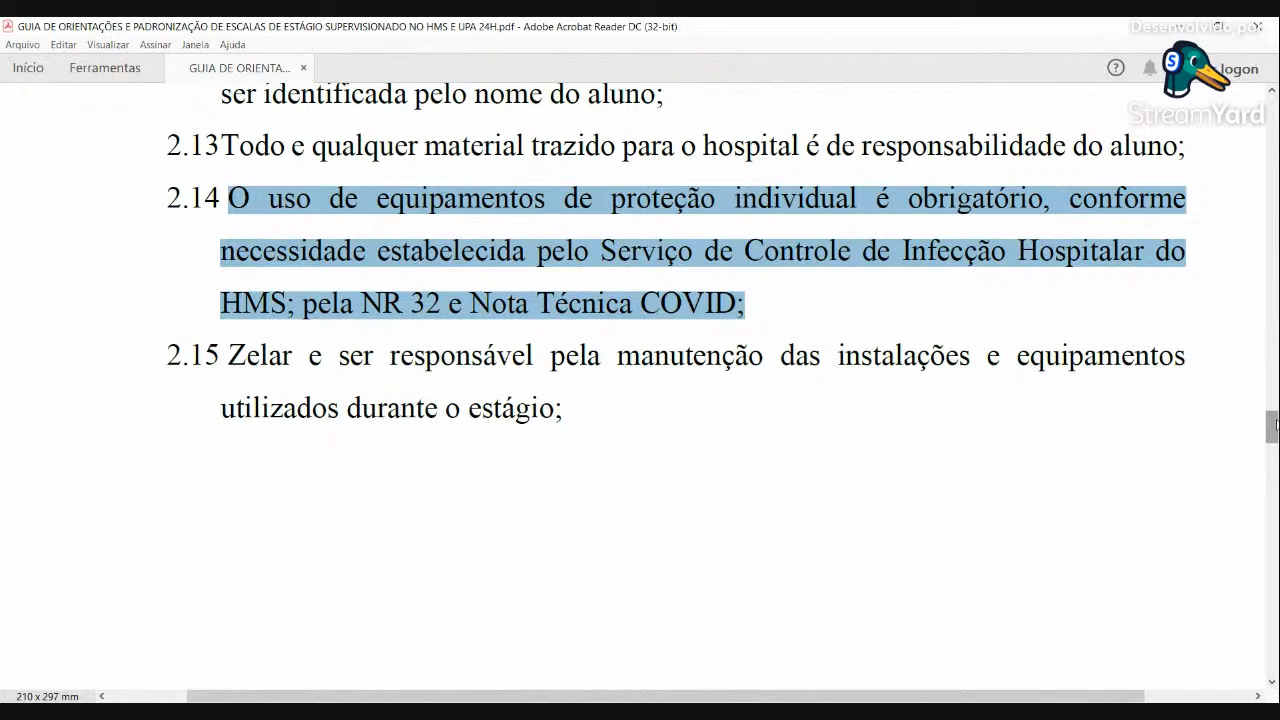 GUIA DE ORIENTAÇÕES E PADRONIZAÇÃO DE ESCALAS DE ESTÁGIO SUPERVISIONADO NO HMS E UPA 24H.pdf - Adobe Acrobat Reader DC (32-bit)
Desenvolvido por
Arquivo Editar Visualizar Assinar Janela Ajuda
Início Ferramentas GUIA DE ORIENTA... × ? logon
S
StreamYard
ser identificada pelo nome do aluno;
2.13Todo e qualquer material trazido para o hospital é de responsabilidade do aluno;
2.14 O uso de equipamentos de proteção individual é obrigatório, conforme
necessidade estabelecida pelo Serviço de Controle de Infecção Hospitalar do
HMS; pela NR 32 e Nota Técnica COVID;
2.15 Zelar e ser responsável pela manutenção das instalações e equipamentos
utilizados durante o estágio;
210 x 297 mm